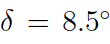 δ = 8.5°